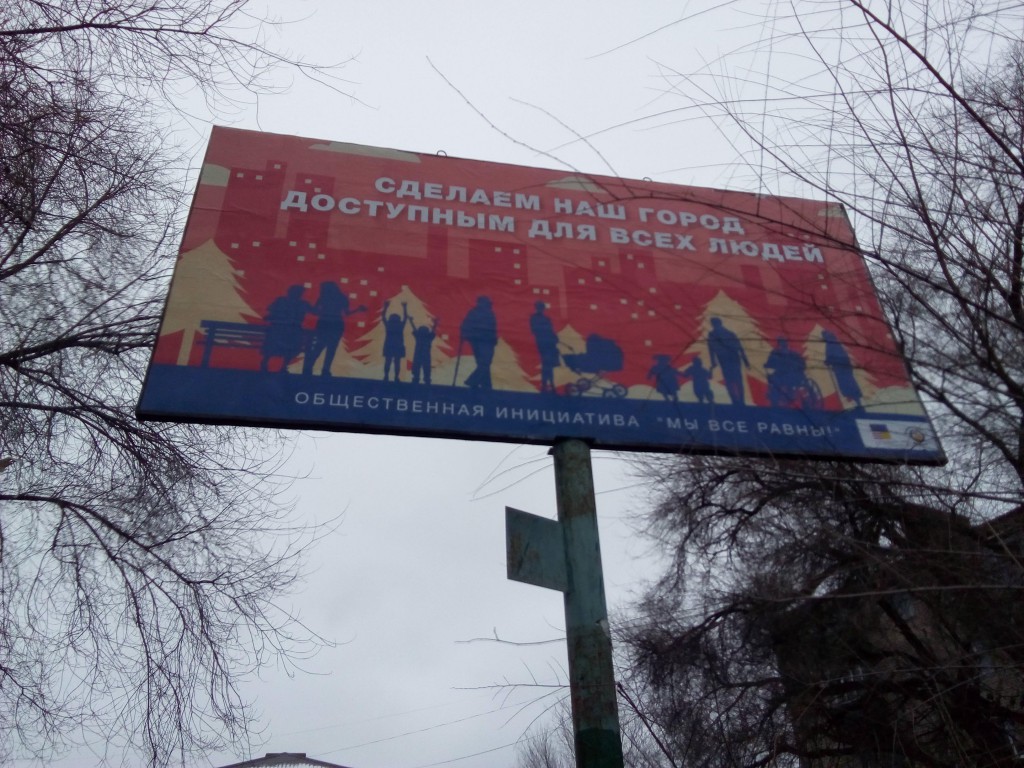 СДЕЛАЕМ НАШ ГОРОД
ДОСТУПНЫМ ДЛЯ ВСЕХ ЛЮДЕЙ
ОБЩЕСТВЕННАЯ ИНИЦИАТИВА "МЫ ВСЕ РАВНЫ!"